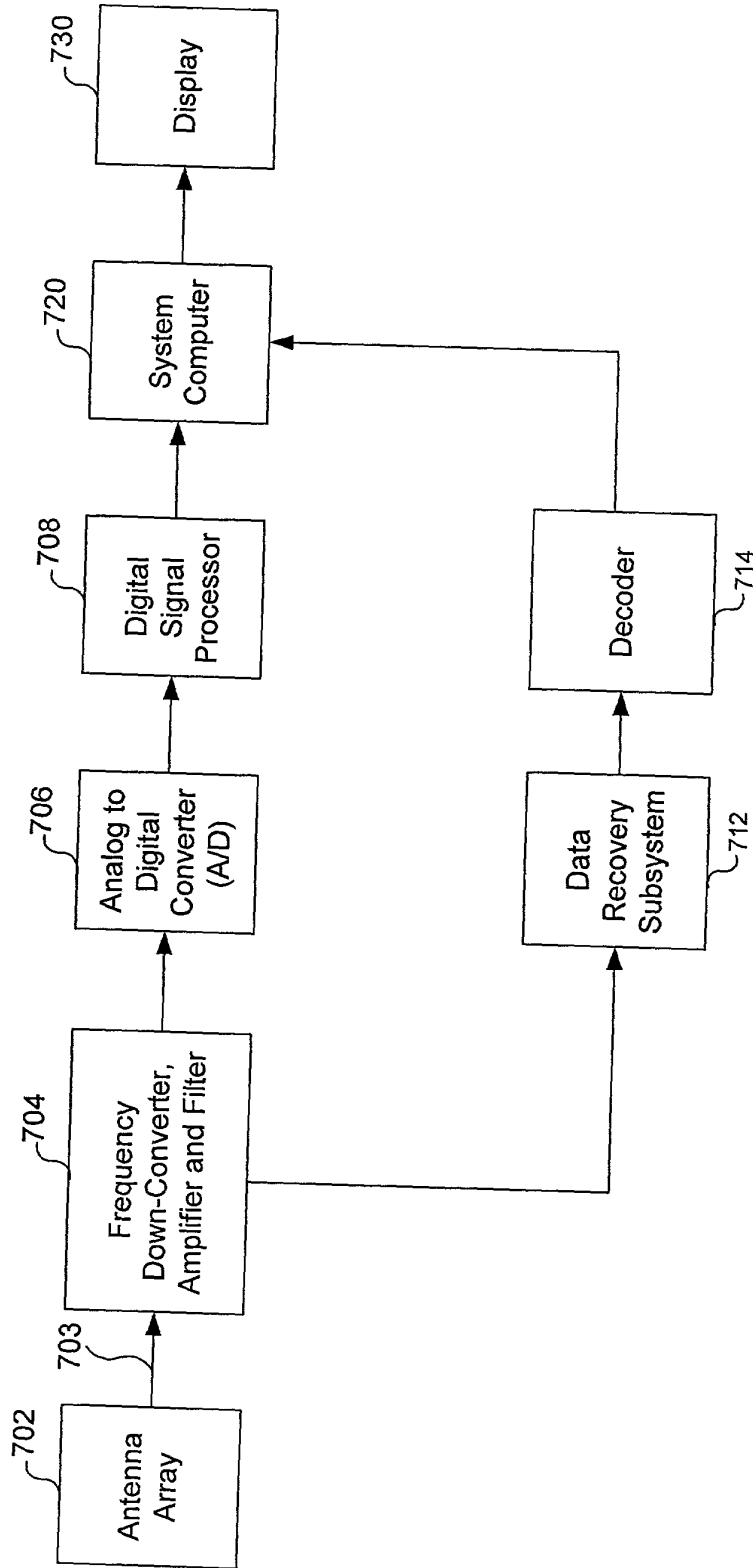 702
Antenna
Array
703
704
Frequency
Down-Converter,
Amplifier and Filter
706
Analog to
Digital
Converter
(A/D)
708
Digital
Signal
Processor
720
System
Computer
730
Display
Data
Recovery
Subsystem
712
Decoder
714